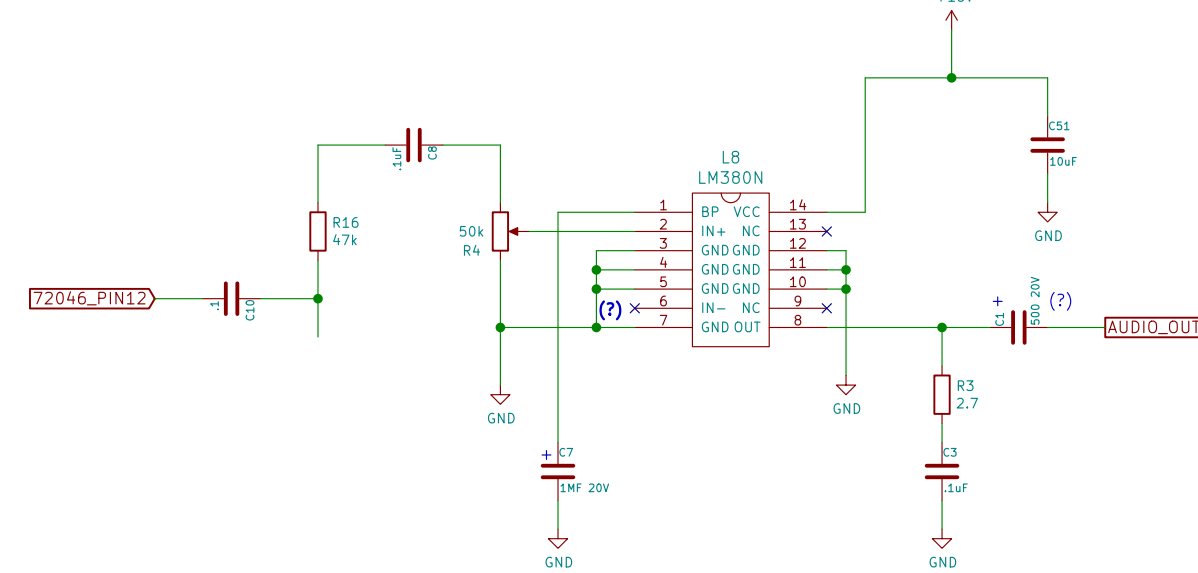 L8
LM380N
1
BP
VCC
14
2
IN+
NC
13
3
GND
GND
12
4
GND
GND
11
5
GND
GND
10
6
IN-
NC
9
7
GND
OUT
8
72046_PIN12
.1
C10
R16
47k
.1uF
C8
50k
R4
GND
(?)
+
C7
1MF 20V
GND
GND
C51
10uF
GND
+
C1
500 20V
(?)
AUDIO_OUT
R3
2.7
C3
.1uF
GND